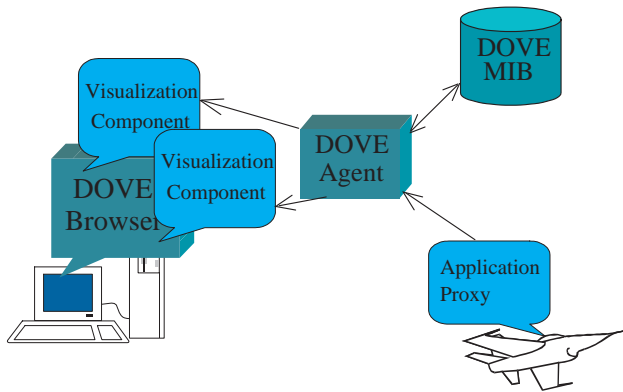 DOVE
MIB
Visualization
Component
DOVE
Agent
Visualization
Component
DOVE
Browser
Application
Proxy